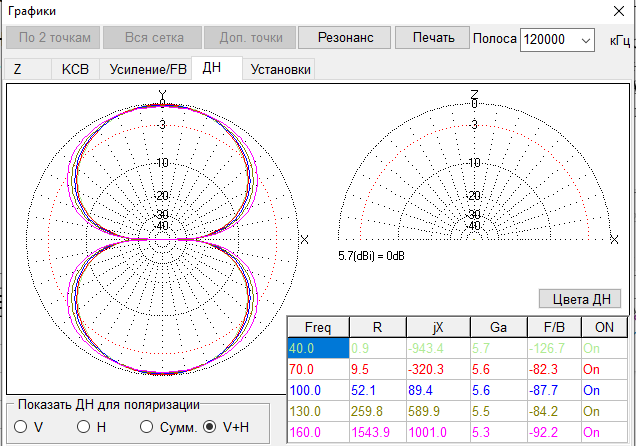 Графики
По 2 точкам Вся сетка Доп. точки Резонанс Печать Полоса 120000 кГц
Z КСВ Усиление/FB ДН Установки
Y Z
0 0
-3 -3
-10 -10
-20 -20
-30 -30
-40 -40
X X
5.7(dBi) = 0dB
Цвета ДН
Freq R jX Ga F/B ON
40.0 0.9 -943.4 5.7 -126.7 On
70.0 9.5 -320.3 5.6 -82.3 On
100.0 52.1 89.4 5.6 -87.7 On
130.0 259.8 589.9 5.5 -84.2 On
160.0 1543.9 1001.0 5.3 -92.2 On
Показать ДН для поляризации
V H Сумм. V+H